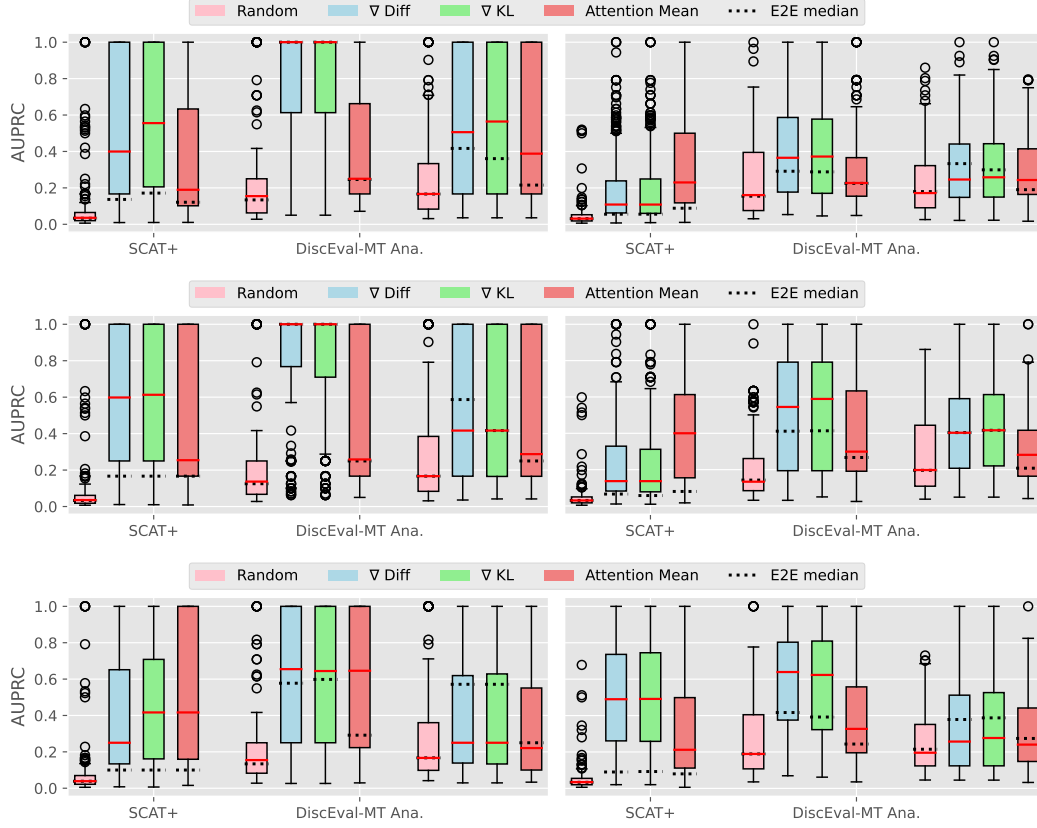 Random ∇ Diff ∇ KL Attention Mean E2E median
AUPRC
1.0
0.8
0.6
0.4
0.2
0.0
SCAT+ DiscEval-MT Ana. SCAT+ DiscEval-MT Ana.
Random ∇ Diff ∇ KL Attention Mean E2E median
AUPRC
1.0
0.8
0.6
0.4
0.2
0.0
SCAT+ DiscEval-MT Ana. SCAT+ DiscEval-MT Ana.
Random ∇ Diff ∇ KL Attention Mean E2E median
AUPRC
1.0
0.8
0.6
0.4
0.2
0.0
SCAT+ DiscEval-MT Ana. SCAT+ DiscEval-MT Ana.